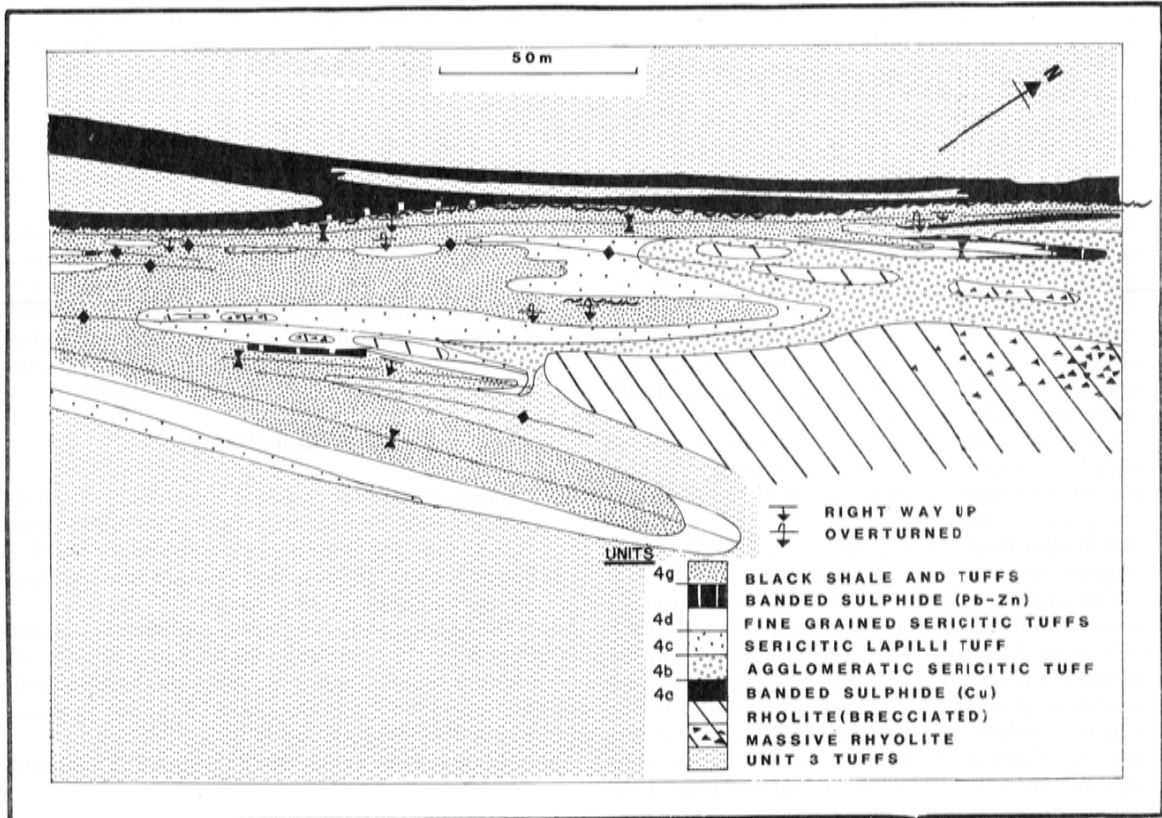 50 m
N
RIGHT WAY UP
OVERTURNED
UNITS
4g
BLACK SHALE AND TUFFS
BANDED SULPHIDE (Pb-Zn)
4d
FINE GRAINED SERICITIC TUFFS
4c
SERICITIC LAPILLI TUFF
4b
AGGLOMERATIC SERICITIC TUFF
4a
BANDED SULPHIDE (Cu)
RHOLITE(BRECCIATED)
MASSIVE RHYOLITE
UNIT 3 TUFFS